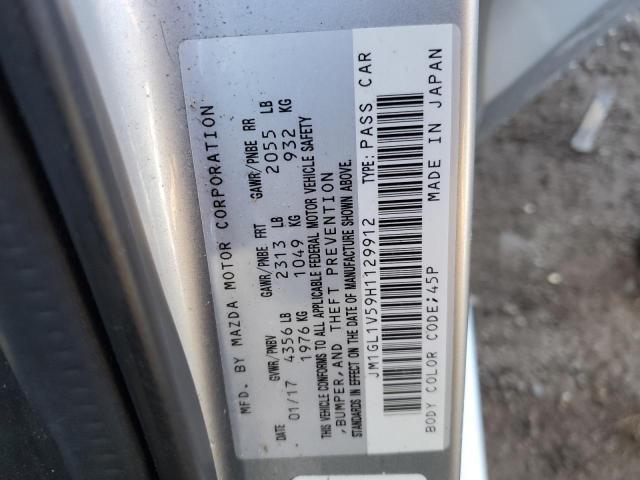 MFD. BY MAZDA MOTOR CORPORATION
DATE GVWR/PNBV GAWR/PNBE FRT GAWR/PNBE RR
01/17 4356 LB 2313 LB 2055 LB
1976 KG 1049 KG 932 KG
THIS VEHICLE CONFORMS TO ALL APPLICABLE FEDERAL MOTOR VEHICLE SAFETY
,BUMPER,AND THEFT PREVENTION
STANDARDS IN EFFECT ON THE DATE OF MANUFACTURE SHOWN ABOVE.
JM1GL1V59H1129912 TYPE: PASS CAR
BODY COLOR CODE;45P MADE IN JAPAN